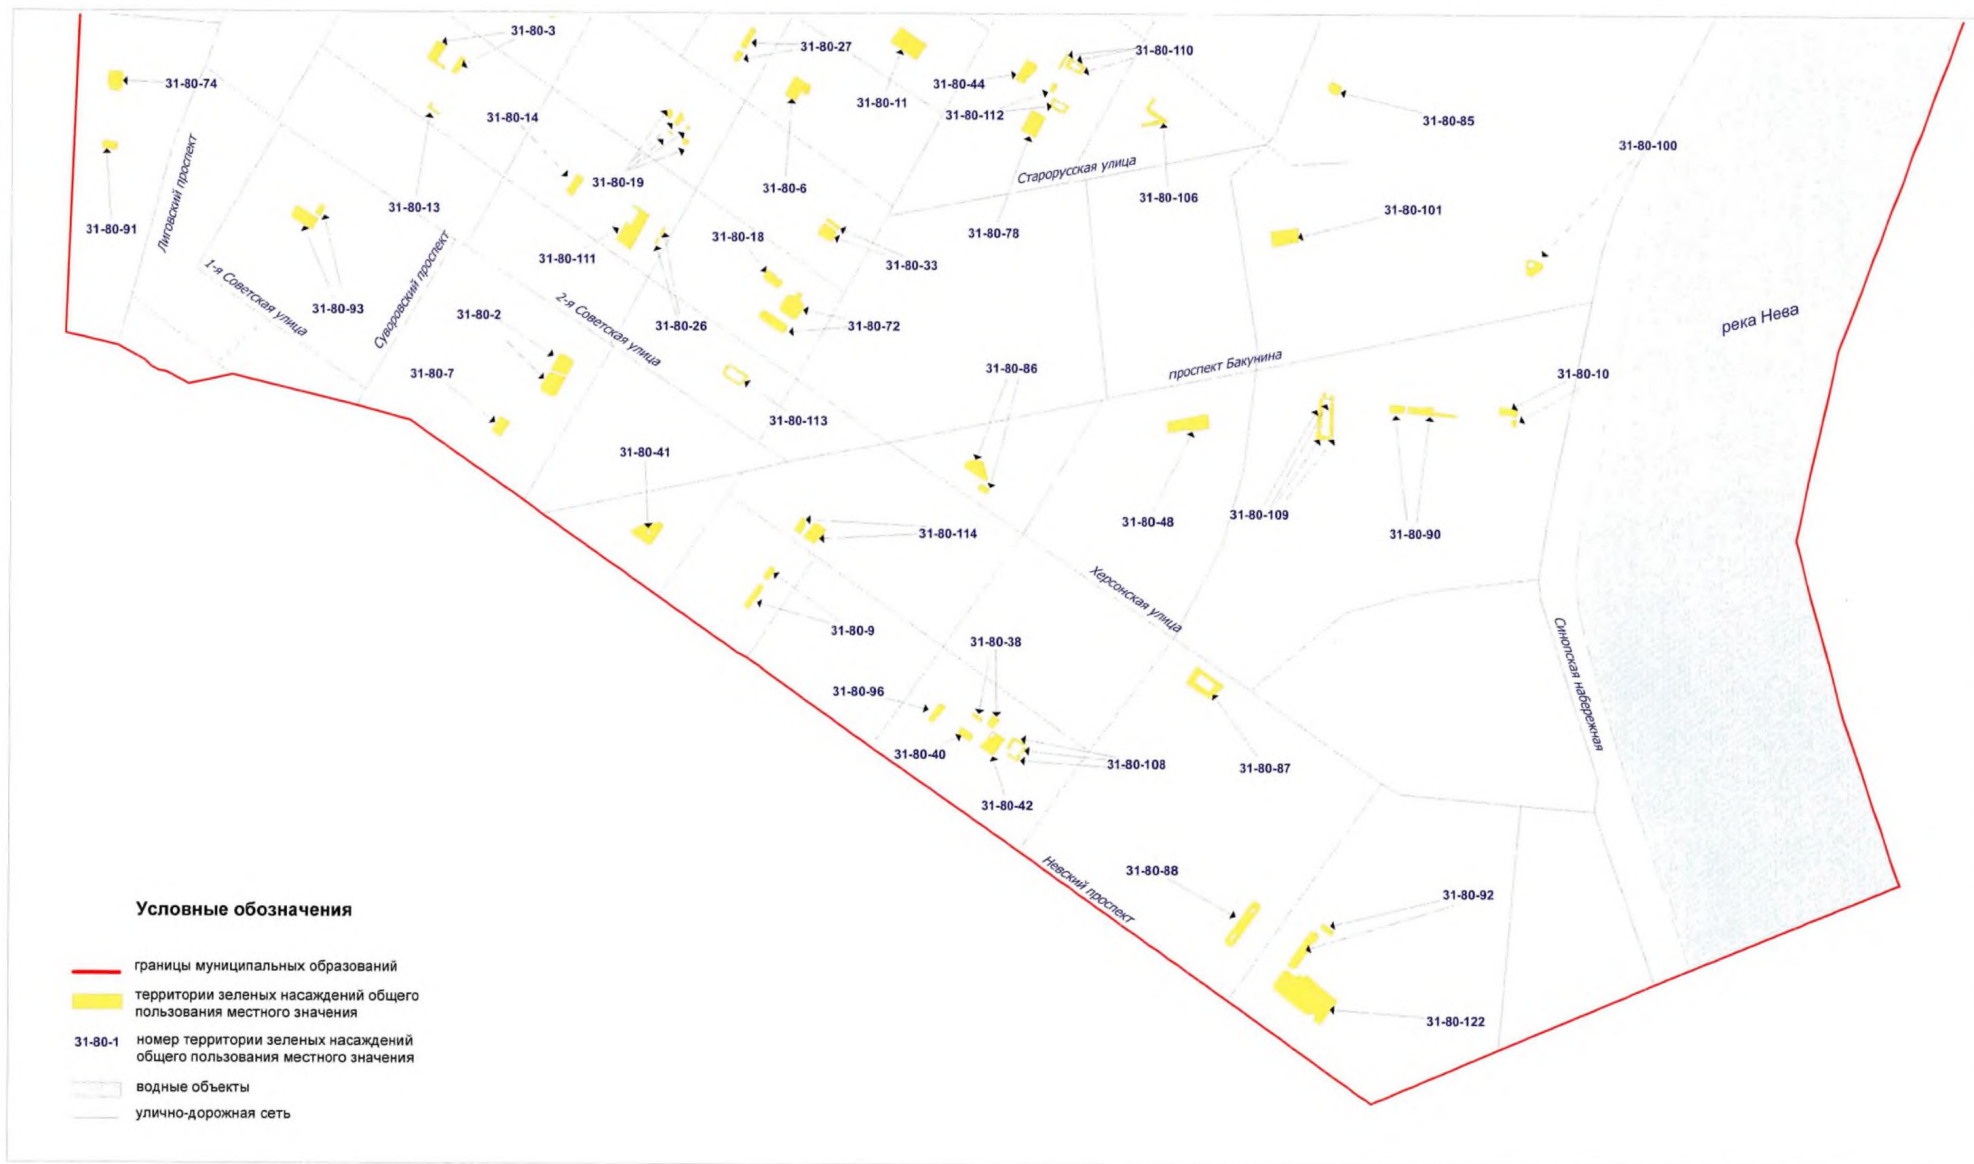 31-80-3
31-80-27
31-80-110
31-80-74
31-80-44
31-80-11
31-80-14
31-80-112
31-80-85
31-80-100
Старорусская улица
Лиговский проспект
31-80-19
31-80-6
31-80-106
31-80-13
31-80-101
31-80-91
31-80-78
31-80-18
31-80-111
31-80-33
1-я Советская улица
Суворовский проспект
31-80-93
31-80-2
2-я Советская улица
31-80-26
31-80-72
река Нева
31-80-7
31-80-86
проспект Бакунина
31-80-10
31-80-113
31-80-41
31-80-48
31-80-109
31-80-90
31-80-114
Херсонская улица
31-80-9
31-80-38
Синопская набережная
31-80-96
31-80-40
31-80-108
31-80-87
31-80-42
Невский проспект
31-80-88
31-80-92
31-80-122
Условные обозначения
границы муниципальных образований
территории зеленых насаждений общего
пользования местного значения
31-80-1
номер территории зеленых насаждений
общего пользования местного значения
водные объекты
улично-дорожная сеть